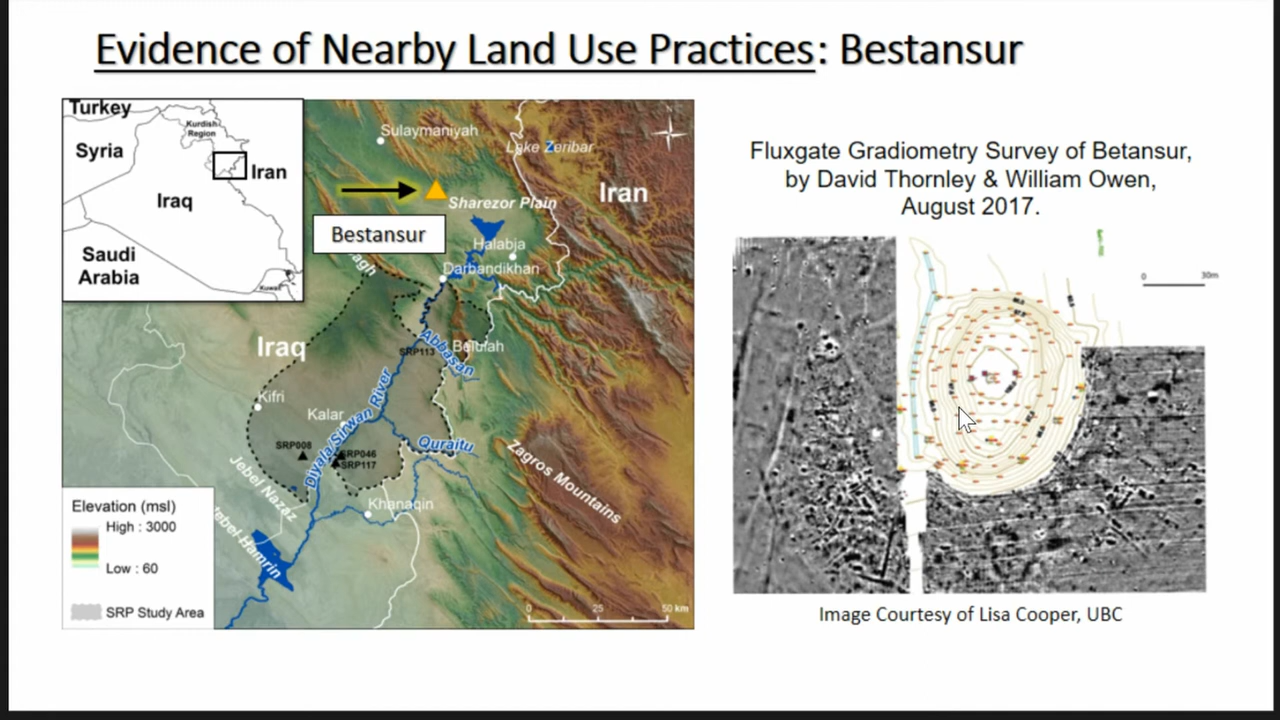 Evidence of Nearby Land Use Practices: Bestansur
Turkey
Syria
Kurdish
Region
Iran
Iraq
Saudi
Arabia
Kuwait
Sulaymaniyah
Lake Zeribar
N
Iran
Sharezor Plain
Bestansur
Halabja
Darbandikhan
agh
Iraq
Abbasan
Belulah
SRP113
Kifri
Kalar
Diyala/Sirwan River
SRP008
SRP046
SRP117
Quraitu
Zagros Mountains
Jebel Nazaz
Jebel Hamrin
Khanaqin
Elevation (msl)
High : 3000
Low : 60
SRP Study Area
0 25 50 km
Fluxgate Gradiometry Survey of Betansur,
by David Thornley & William Owen,
August 2017.
0 30m
Image Courtesy of Lisa Cooper, UBC